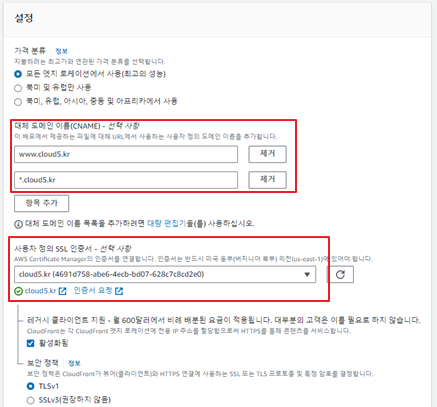 설정
가격 분류 | 정보
지불하려는 최고가와 연관된 가격 분류를 선택합니다.
모든 엣지 로케이션에서 사용(최고의 성능)
북미 및 유럽만 사용
북미, 유럽, 아시아, 중동 및 아프리카에서 사용
대체 도메인 이름(CNAME) - 선택 사항
이 배포에서 제공하는 파일에 대해 URL에서 사용하는 사용자 정의 도메인 이름을 추가합니다.
www.cloud5.kr 제거
*.cloud5.kr 제거
항목 추가
대체 도메인 이름 목록을 추가하려면 대량 편집기을(를) 사용하십시오.
사용자 정의 SSL 인증서 - 선택 사항
AWS Certificate Manager의 인증서를 연결합니다. 인증서는 반드시 미국 동부(버지니아 북부) 리전(us-east-1)에 있어야 합니다.
cloud5.kr (4691d758-abe6-4ecb-bd07-628c7c8cd2e0)
cloud5.kr 인증서 요청
레거시 클라이언트 지원 - 월 600달러에서 비례 배분된 요금이 적용됩니다. 대부분의 고객은 이를 필요로 하지 않습니다.
CloudFront는 각 CloudFront 엣지 로케이션에 전용 IP 주소를 할당함으로써 HTTPS를 통해 콘텐츠를 서비스합니다.
활성화됨
보안 정책 | 정보
보안 정책은 CloudFront가 뷰어(클라이언트)와 HTTPS 연결에 사용하는 SSL 또는 TLS 프로토콜 및 특정 암호를 결정합니다.
TLSv1
SSLv3(권장하지 않음)